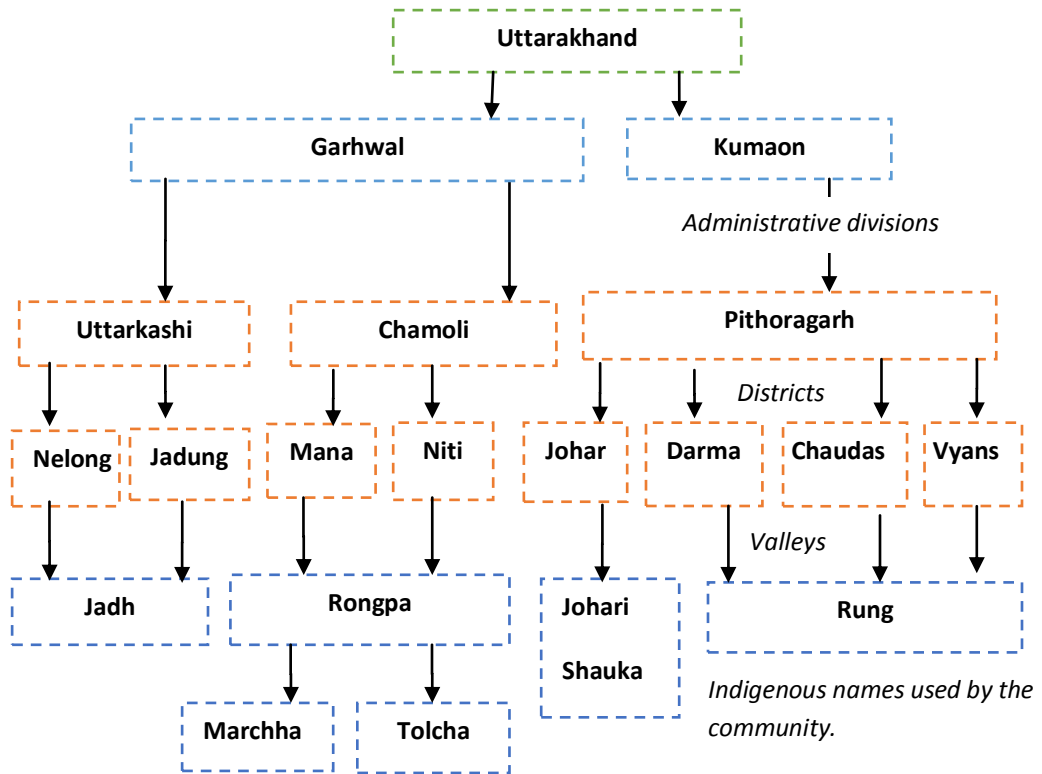 Uttarakhand
Garhwal
Kumaon
Administrative divisions
Uttarkashi
Chamoli
Pithoragarh
Districts
Nelong
Jadung
Mana
Niti
Johar
Darma
Chaudas
Vyans
Valleys
Jadh
Rongpa
Johari
Shauka
Rung
Marchha
Tolcha
Indigenous names used by the
community.